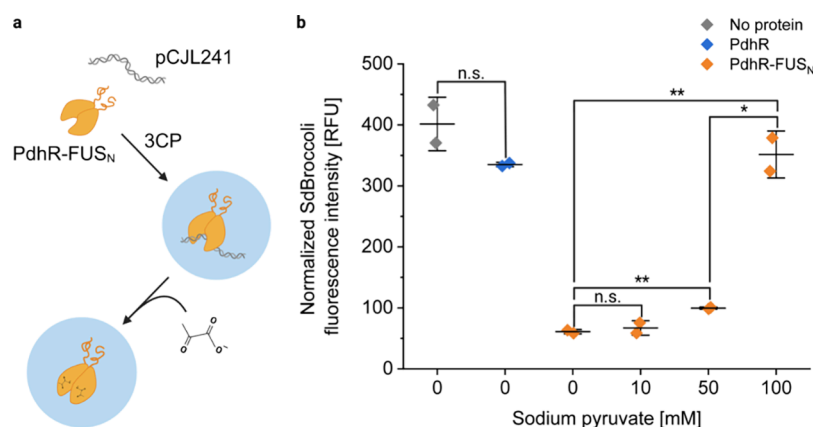 a
pCJL241
PdhR-FUSN
3CP
b
No protein
PdhR
PdhR-FUSN
Normalized SdBroccoli
fluorescence intensity [RFU]
500
400
300
200
100
0
n.s.
**
*
**
n.s.
0 0 0 10 50 100
Sodium pyruvate [mM]
O
O
O
-